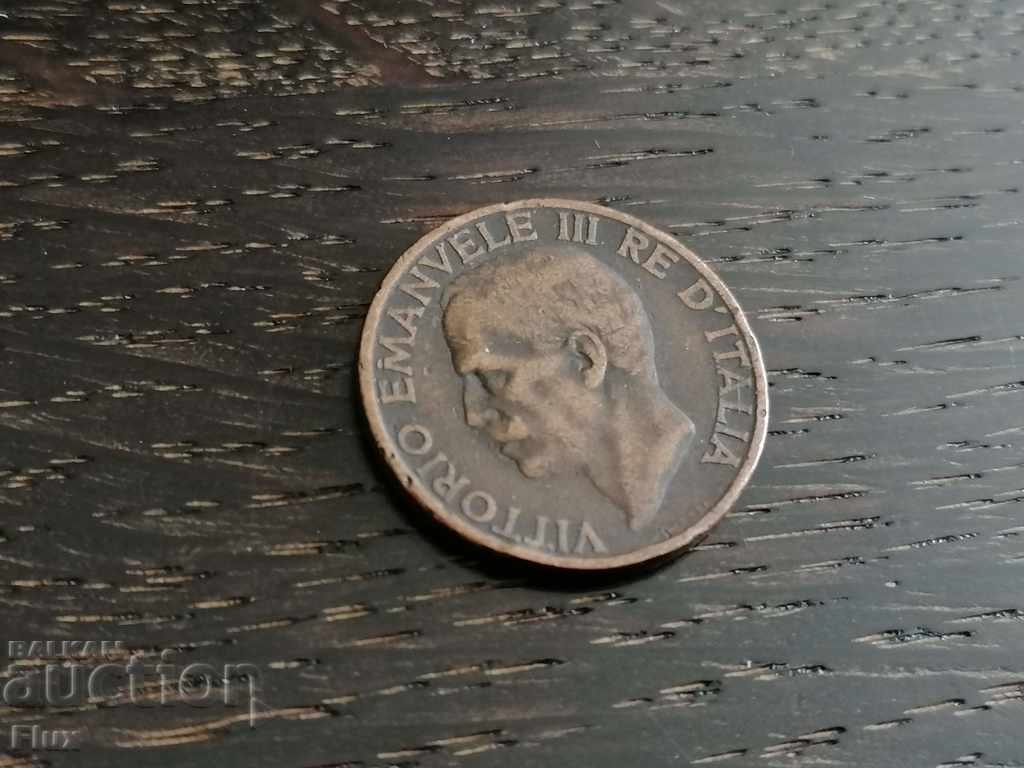 VITTORIO EMANVELE III RE D'ITALIA
BALKAN
auction
Flux